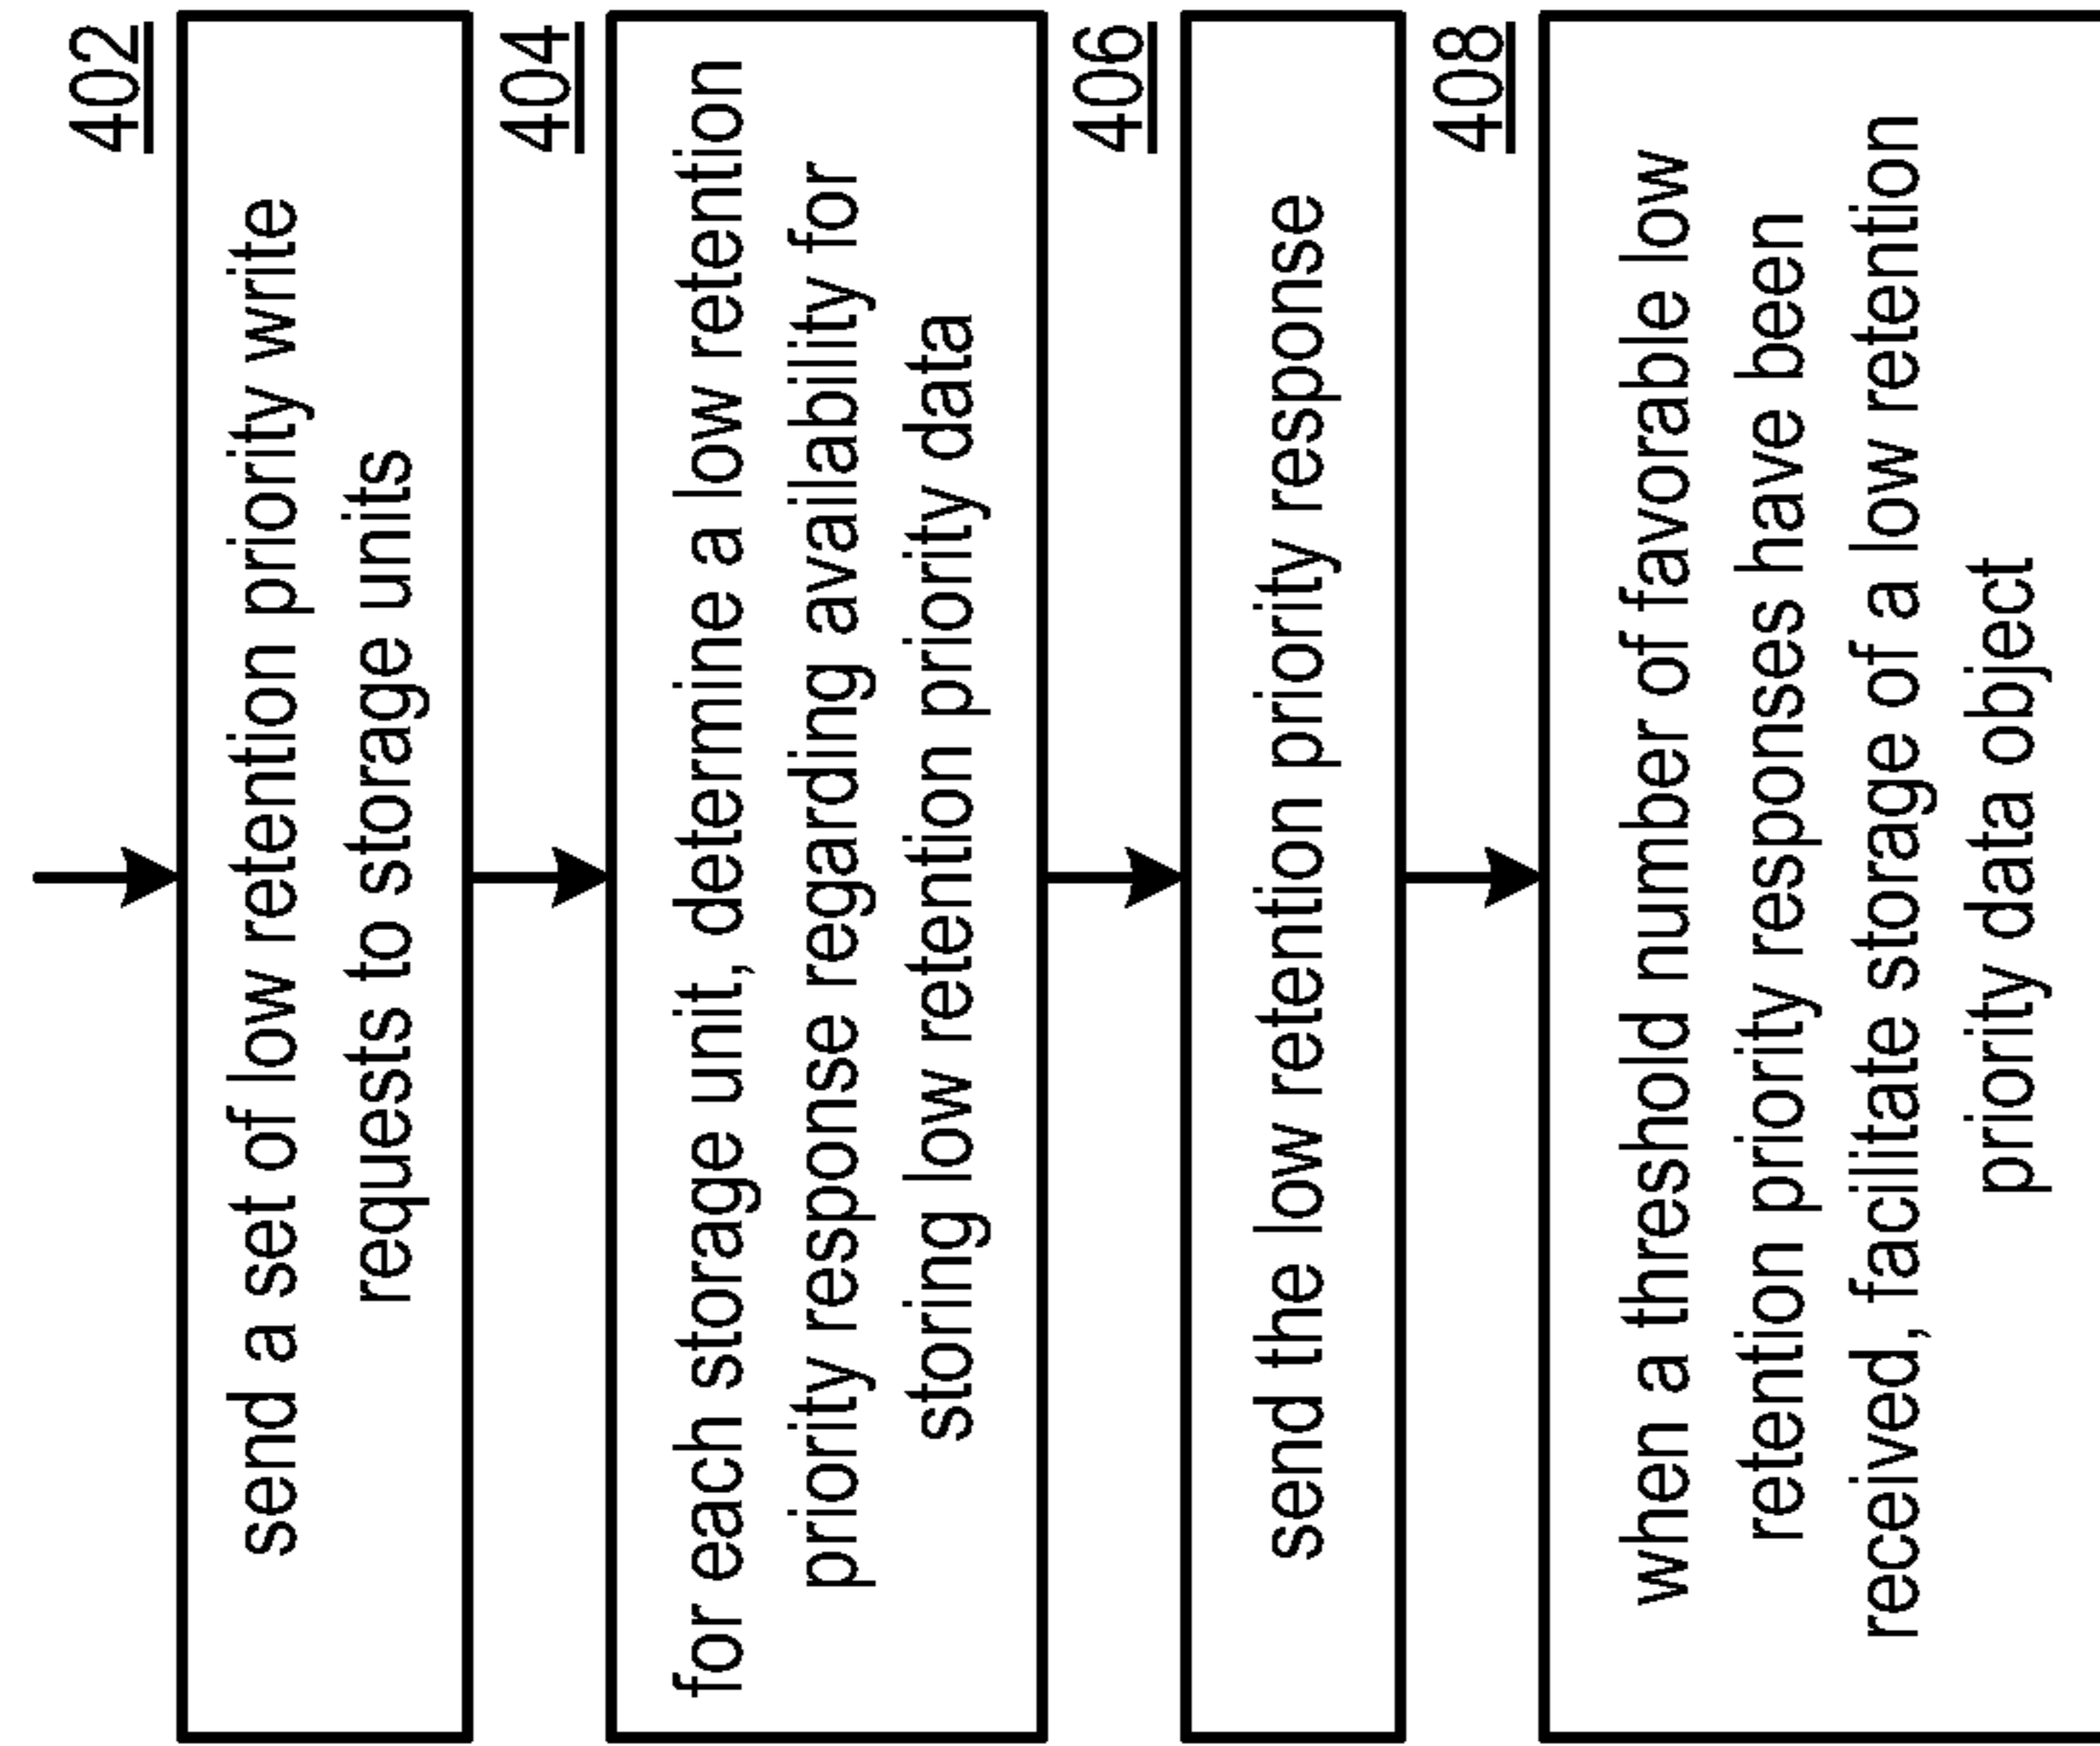 402
send a set of low retention priority write
requests to storage units
404
for each storage unit, determine a low retention
priority response regarding availability for
storing low retention priority data
406
send the low retention priority response
408
when a threshold number of favorable low
retention priority responses have been
received, facilitate storage of a low retention
priority data object